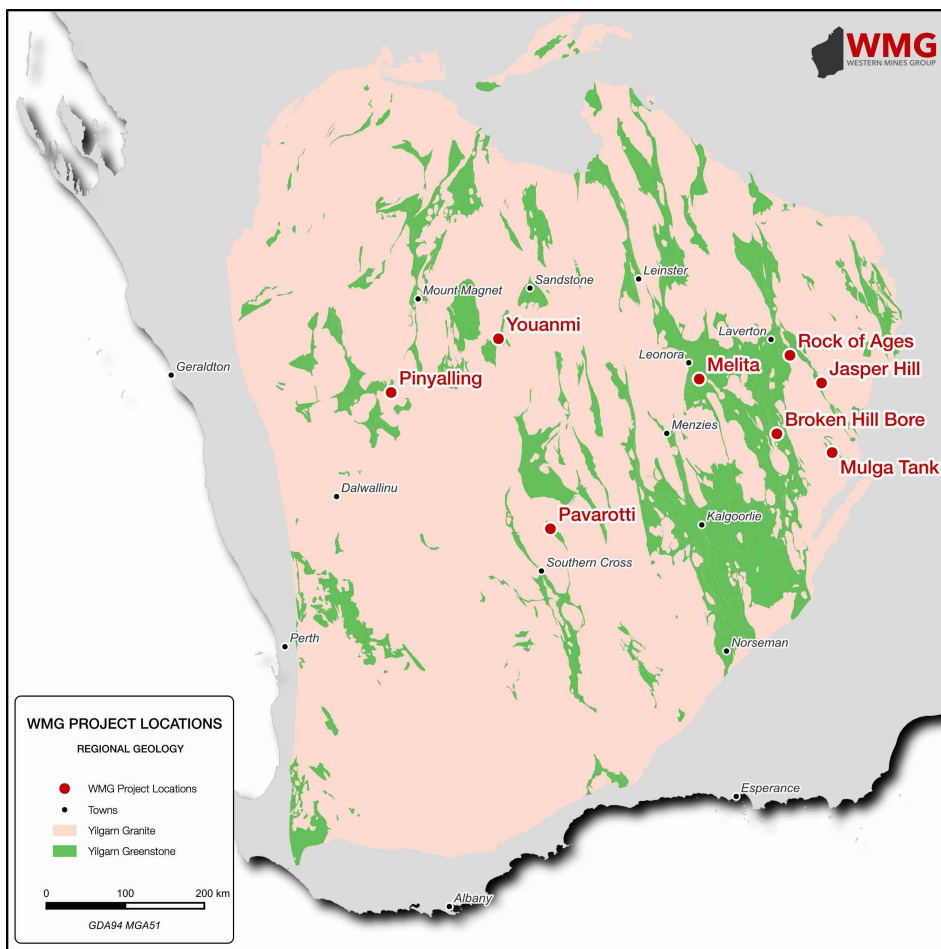 WMG
WESTERN MINES GROUP
Sandstone
Leinster
Mount Magnet
Youanmi
Laverton
Rock of Ages
Leonora
Melita
Jasper Hill
Geraldton
Pinyalling
Broken Hill Bore
Menzies
Mulga Tank
Dalwallinu
Pavarotti
Kalgoorlie
Southern Cross
Perth
Norseman
Esperance
Albany
WMG PROJECT LOCATIONS
REGIONAL GEOLOGY
WMG Project Locations
Towns
Yilgarn Granite
Yilgarn Greenstone
0 100 200 km
GDA94 MGA51